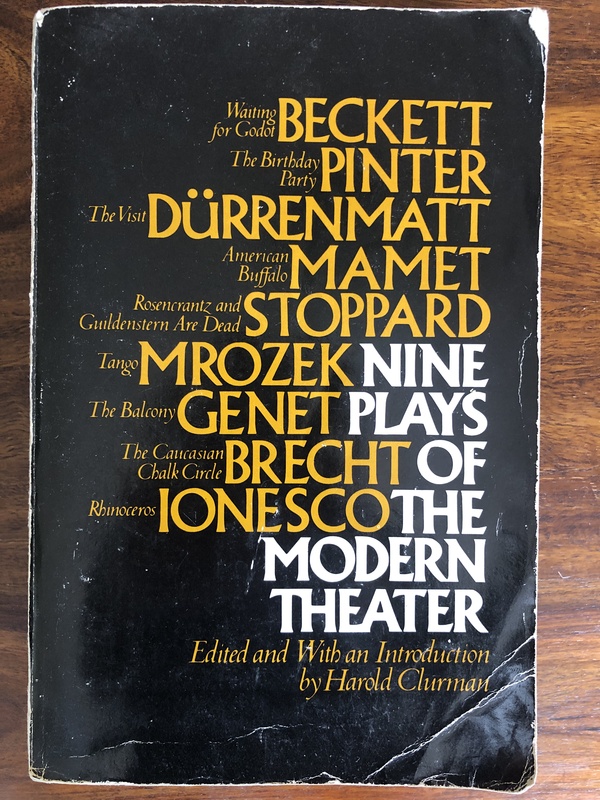 Waiting for Godot BECKETT
The Birthday Party PINTER
The Visit DÜRRENMATT
American Buffalo MAMET
Rosencrantz and Guildenstern Are Dead STOPPARD
Tango MROZEK NINE
The Balcony GENET PLAYS
The Caucasian Chalk Circle BRECHT OF
Rhinoceros IONESCO THE
MODERN
THEATER
Edited and With an Introduction
by Harold Clurman